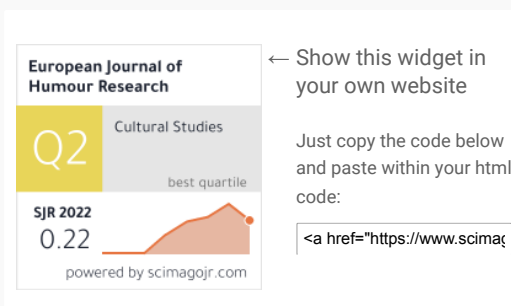 European Journal of
Humour Research
Q2
Cultural Studies
best quartile
SJR 2022
0.22
powered by scimagojr.com
← Show this widget in
your own website
Just copy the code below
and paste within your html
code:
<a href="https://www.scimag